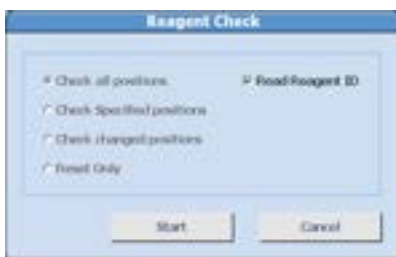 Reagent Check
Check all positions
Read Reagent ID
Check Specified positions
Check changed positions
Reset Only
Start
Cancel